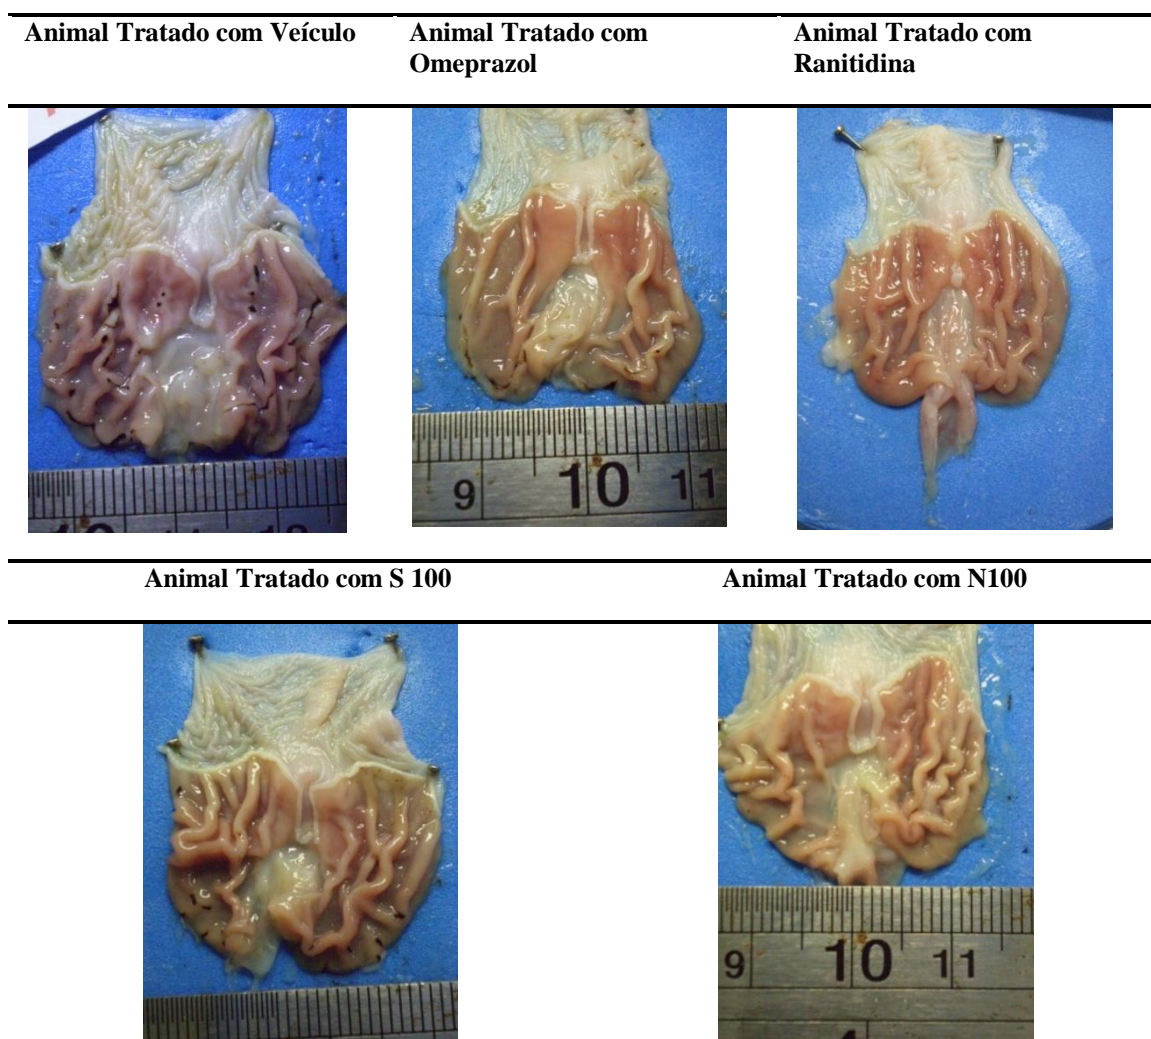 Animal Tratado com Veículo
Animal Tratado com
Omeprazol
Animal Tratado com
Ranitidina
9 10 11
Animal Tratado com S 100
Animal Tratado com N100
9 10 11